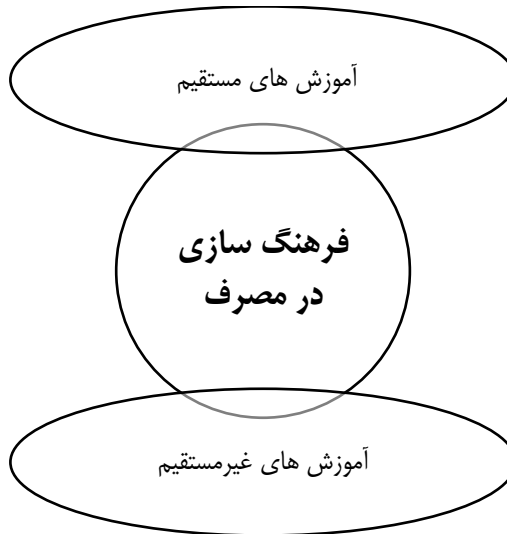 آموزش های مستقیم
فرهنگ سازی
در مصرف
آموزش های غیرمستقیم